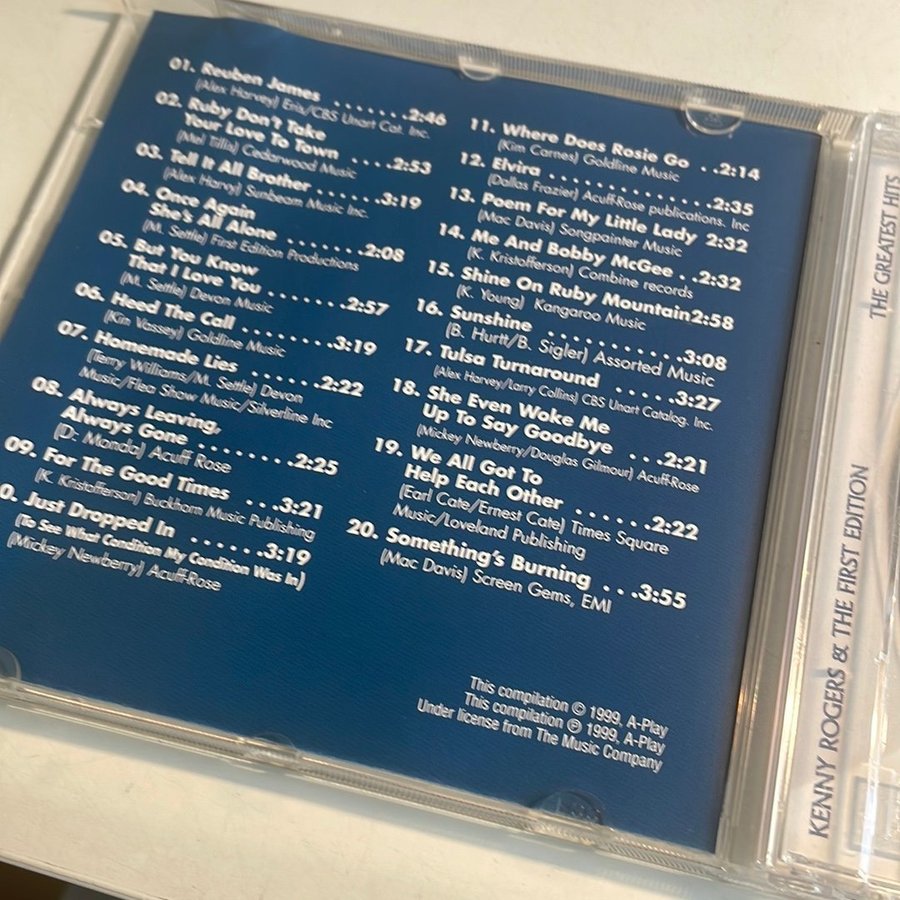 01. Reuben James . . . . . . .2:46
(Alex Harvey) Eris/CBS Unart Cat. Inc.
02. Ruby Don't Take
Your Love To Town . . . .2:53
(Mel Tillis) Cedarwood Music
03. Tell It All Brother . . . . . .3:19
(Alex Harvy) Sunbeam Music Inc.
04. Once Again
She's All Alone . . . . . . .2:08
(M. Settle) First Edition Productions
05. But You Know
That I Love You . . . . . . .2:57
(M. Settle) Devon Music
06. Heed The Call . . . . . . . .3:19
(Kin Vassey) Goldline Music
07. Homemade Lies . . . . . .2:22
(Terry Williams/M. Settle) Devon
Music/Flea Show Music/Silverline Inc
08. Always Leaving,
Always Gone . . . . . . . .2:25
(D. Monda) Acuff Rose
09. For The Good Times . . .3:21
(K. Kristofferson) Buckhorn Music Publishing
0. Just Dropped In . . . . . .3:19
(To See What Condition My Condition Was In)
(Mickey Newberry) Acuff-Rose
11. Where Does Rosie Go . .2:14
(Kim Carnes) Goldline Music
12. Elvira . . . . . . . . . . . . .2:35
(Dallas Frazier) Acuff-Rose publications. Inc
13. Poem For My Little Lady 2:32
(Mac Davis) Songpainter Music
14. Me And Bobby McGee . .2:32
(K. Kristofferson) Combine records
15. Shine On Ruby Mountain2:58
(K. Young) Kangaroo Music
16. Sunshine . . . . . . . . . . .3:08
(B. Hurtt/B. Sigler) Assorted Music
17. Tulsa Turnaround . . . . .3:27
(Alex Harvey/Larry Collins) CBS Unart Catalog. Inc.
18. She Even Woke Me
Up To Say Goodbye . . .2:21
(Mickey Newberry/Douglas Gilmour) Acuff-Rose
19. We All Got To
Help Each Other . . . . . .2:22
(Earl Cate/Ernest Cate) Times Square
Music/Loveland Publishing
20. Something's Burning . . .3:55
(Mac Davis) Screen Gems, EMI
This compilation © 1999, A-Play
This compilation ℗ 1999, A-Play
Under license from The Music Company
KENNY ROGERS & THE FIRST EDITION
THE GREATEST HITS